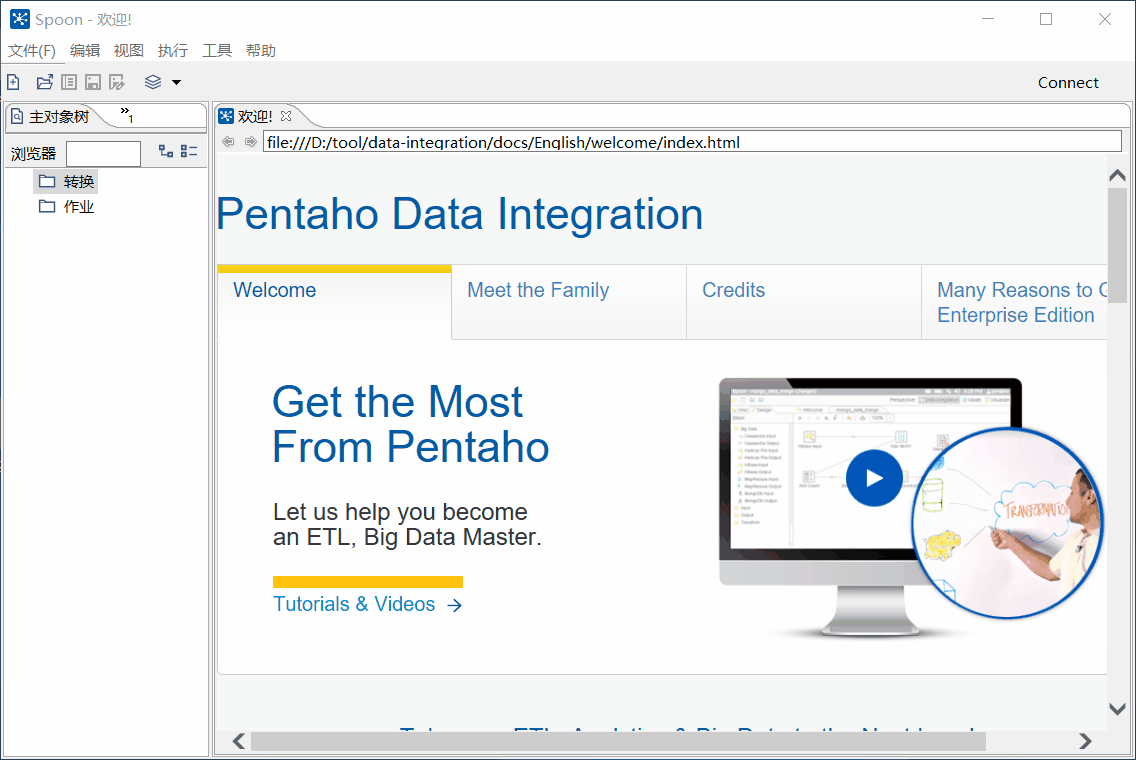 Spoon - 欢迎!
文件(F) 编辑 视图 执行 工具 帮助
Connect
主对象树 »1
欢迎!
file:///D:/tool/data-integration/docs/English/welcome/index.html
浏览器
转换
作业
Pentaho Data Integration
Welcome
Meet the Family
Credits
Many Reasons to G
Enterprise Edition
Get the Most
From Pentaho
Let us help you become
an ETL, Big Data Master.
Tutorials & Videos
TRANSFORMATIO